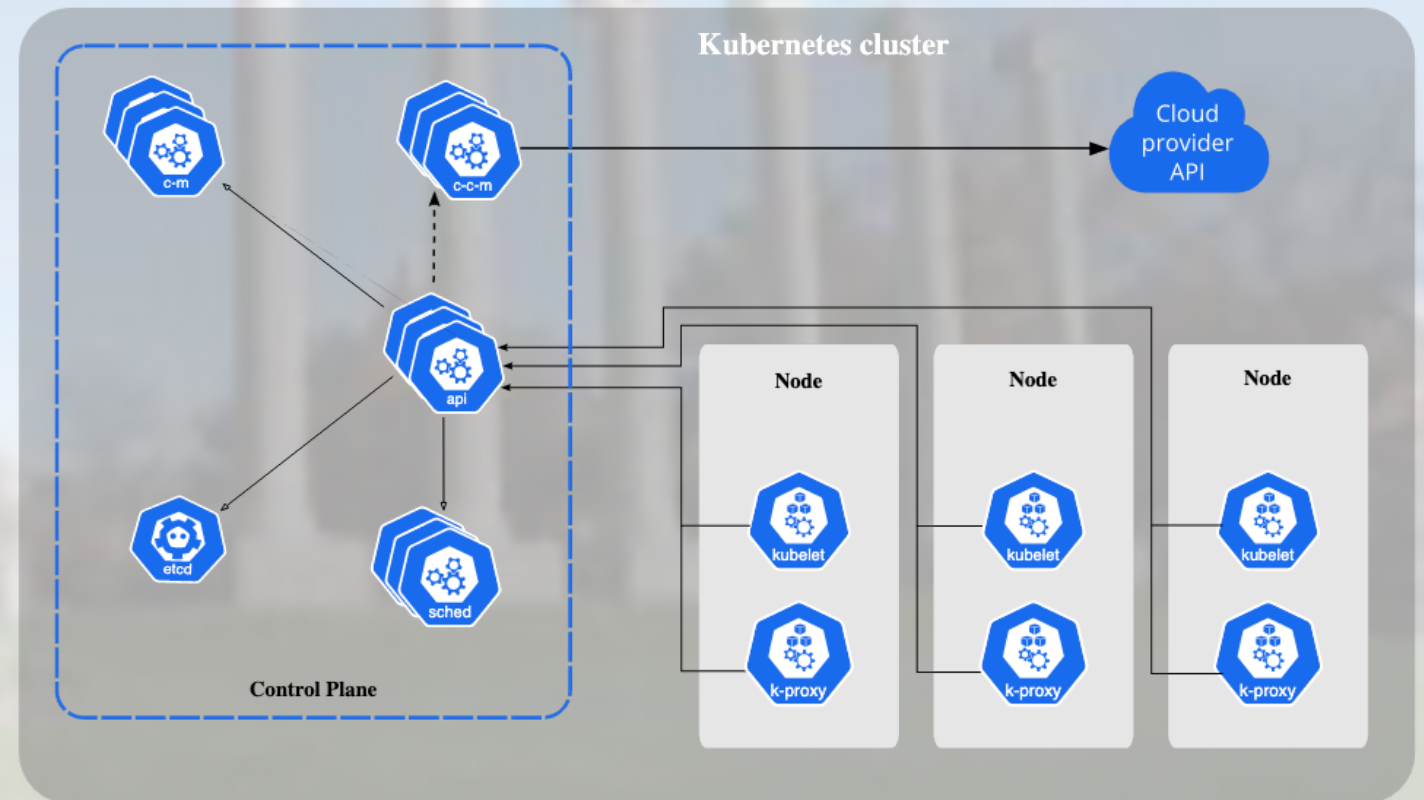 Kubernetes cluster
c-m
c-c-m
Cloud
provider
API
api
Node
Node
Node
etcd
sched
kubelet
kubelet
kubelet
k-proxy
k-proxy
k-proxy
Control Plane